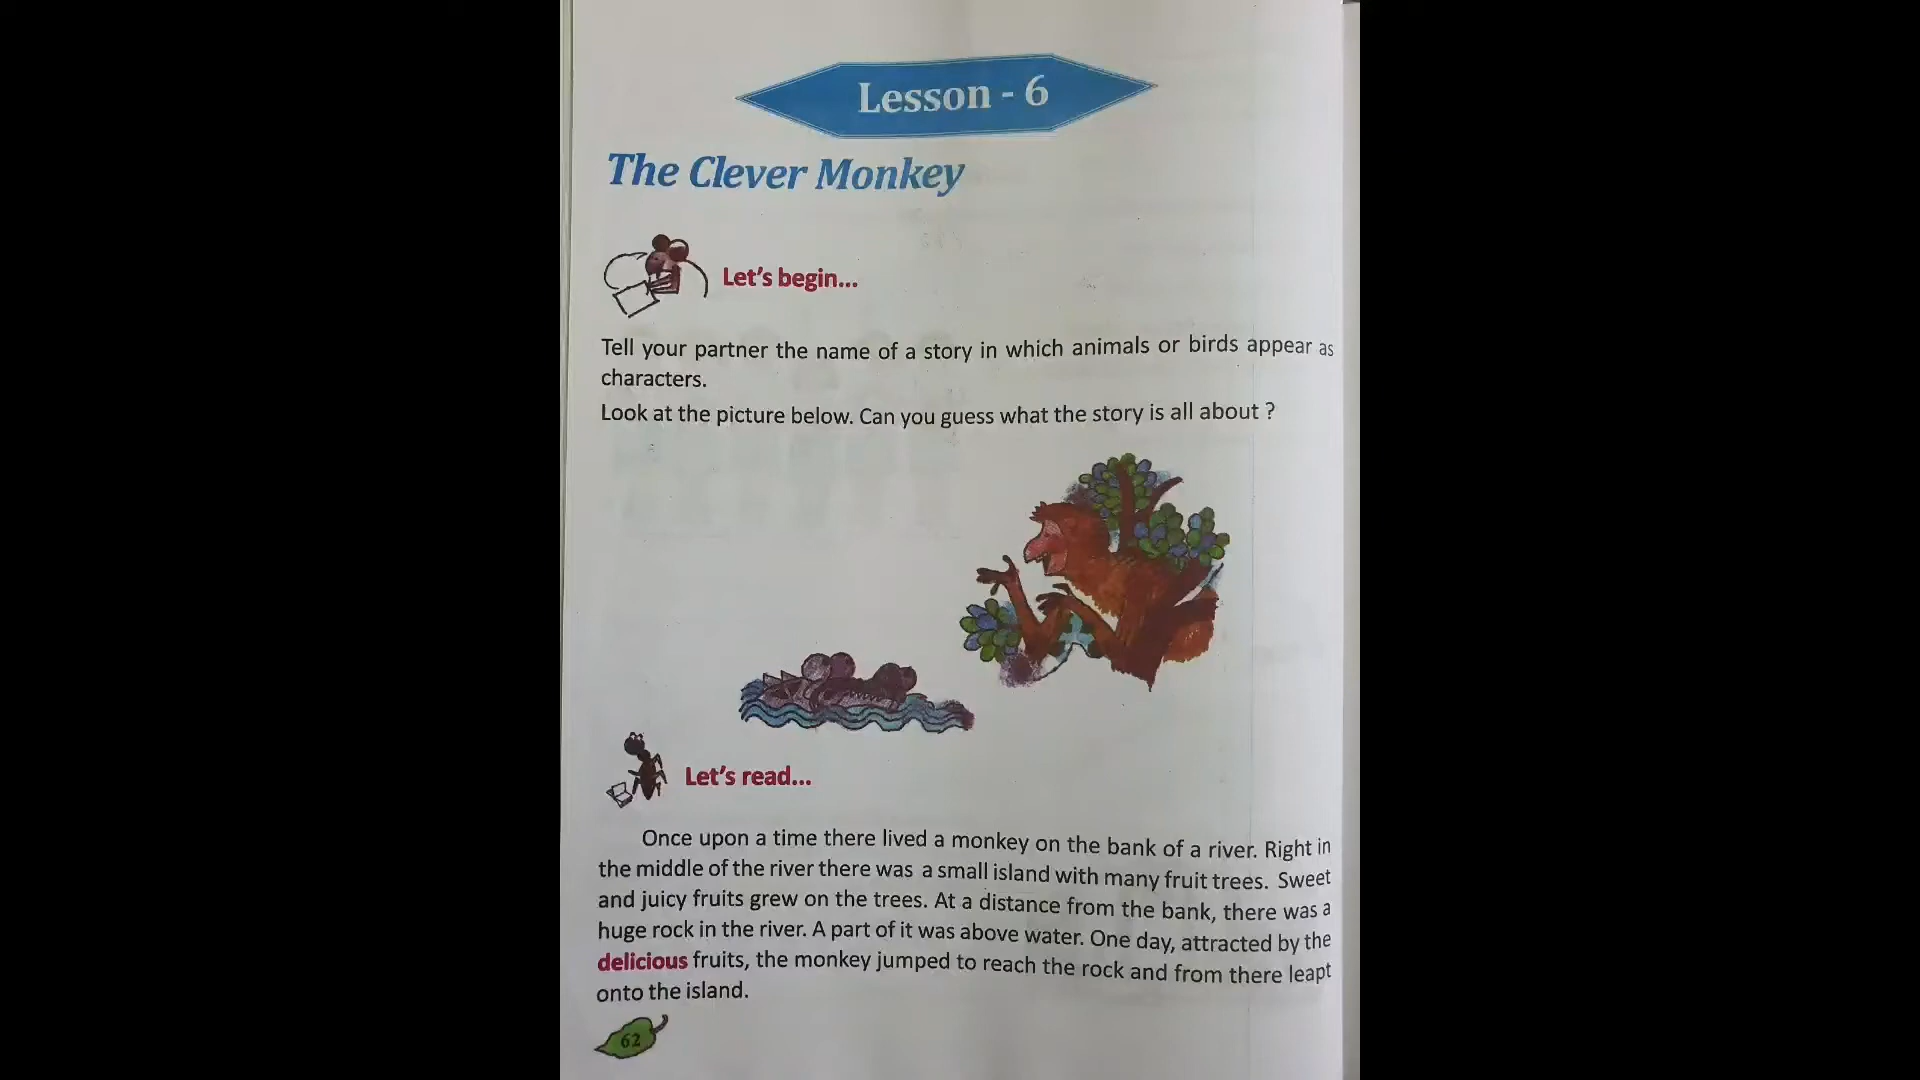 Lesson - 6
The Clever Monkey
Let's begin...
Tell your partner the name of a story in which animals or birds appear as
characters.
Look at the picture below. Can you guess what the story is all about ?
Let's read...
Once upon a time there lived a monkey on the bank of a river. Right in
the middle of the river there was a small island with many fruit trees. Sweet
and juicy fruits grew on the trees. At a distance from the bank, there was a
huge rock in the river. A part of it was above water. One day, attracted by the
delicious fruits, the monkey jumped to reach the rock and from there leapt
onto the island.
62